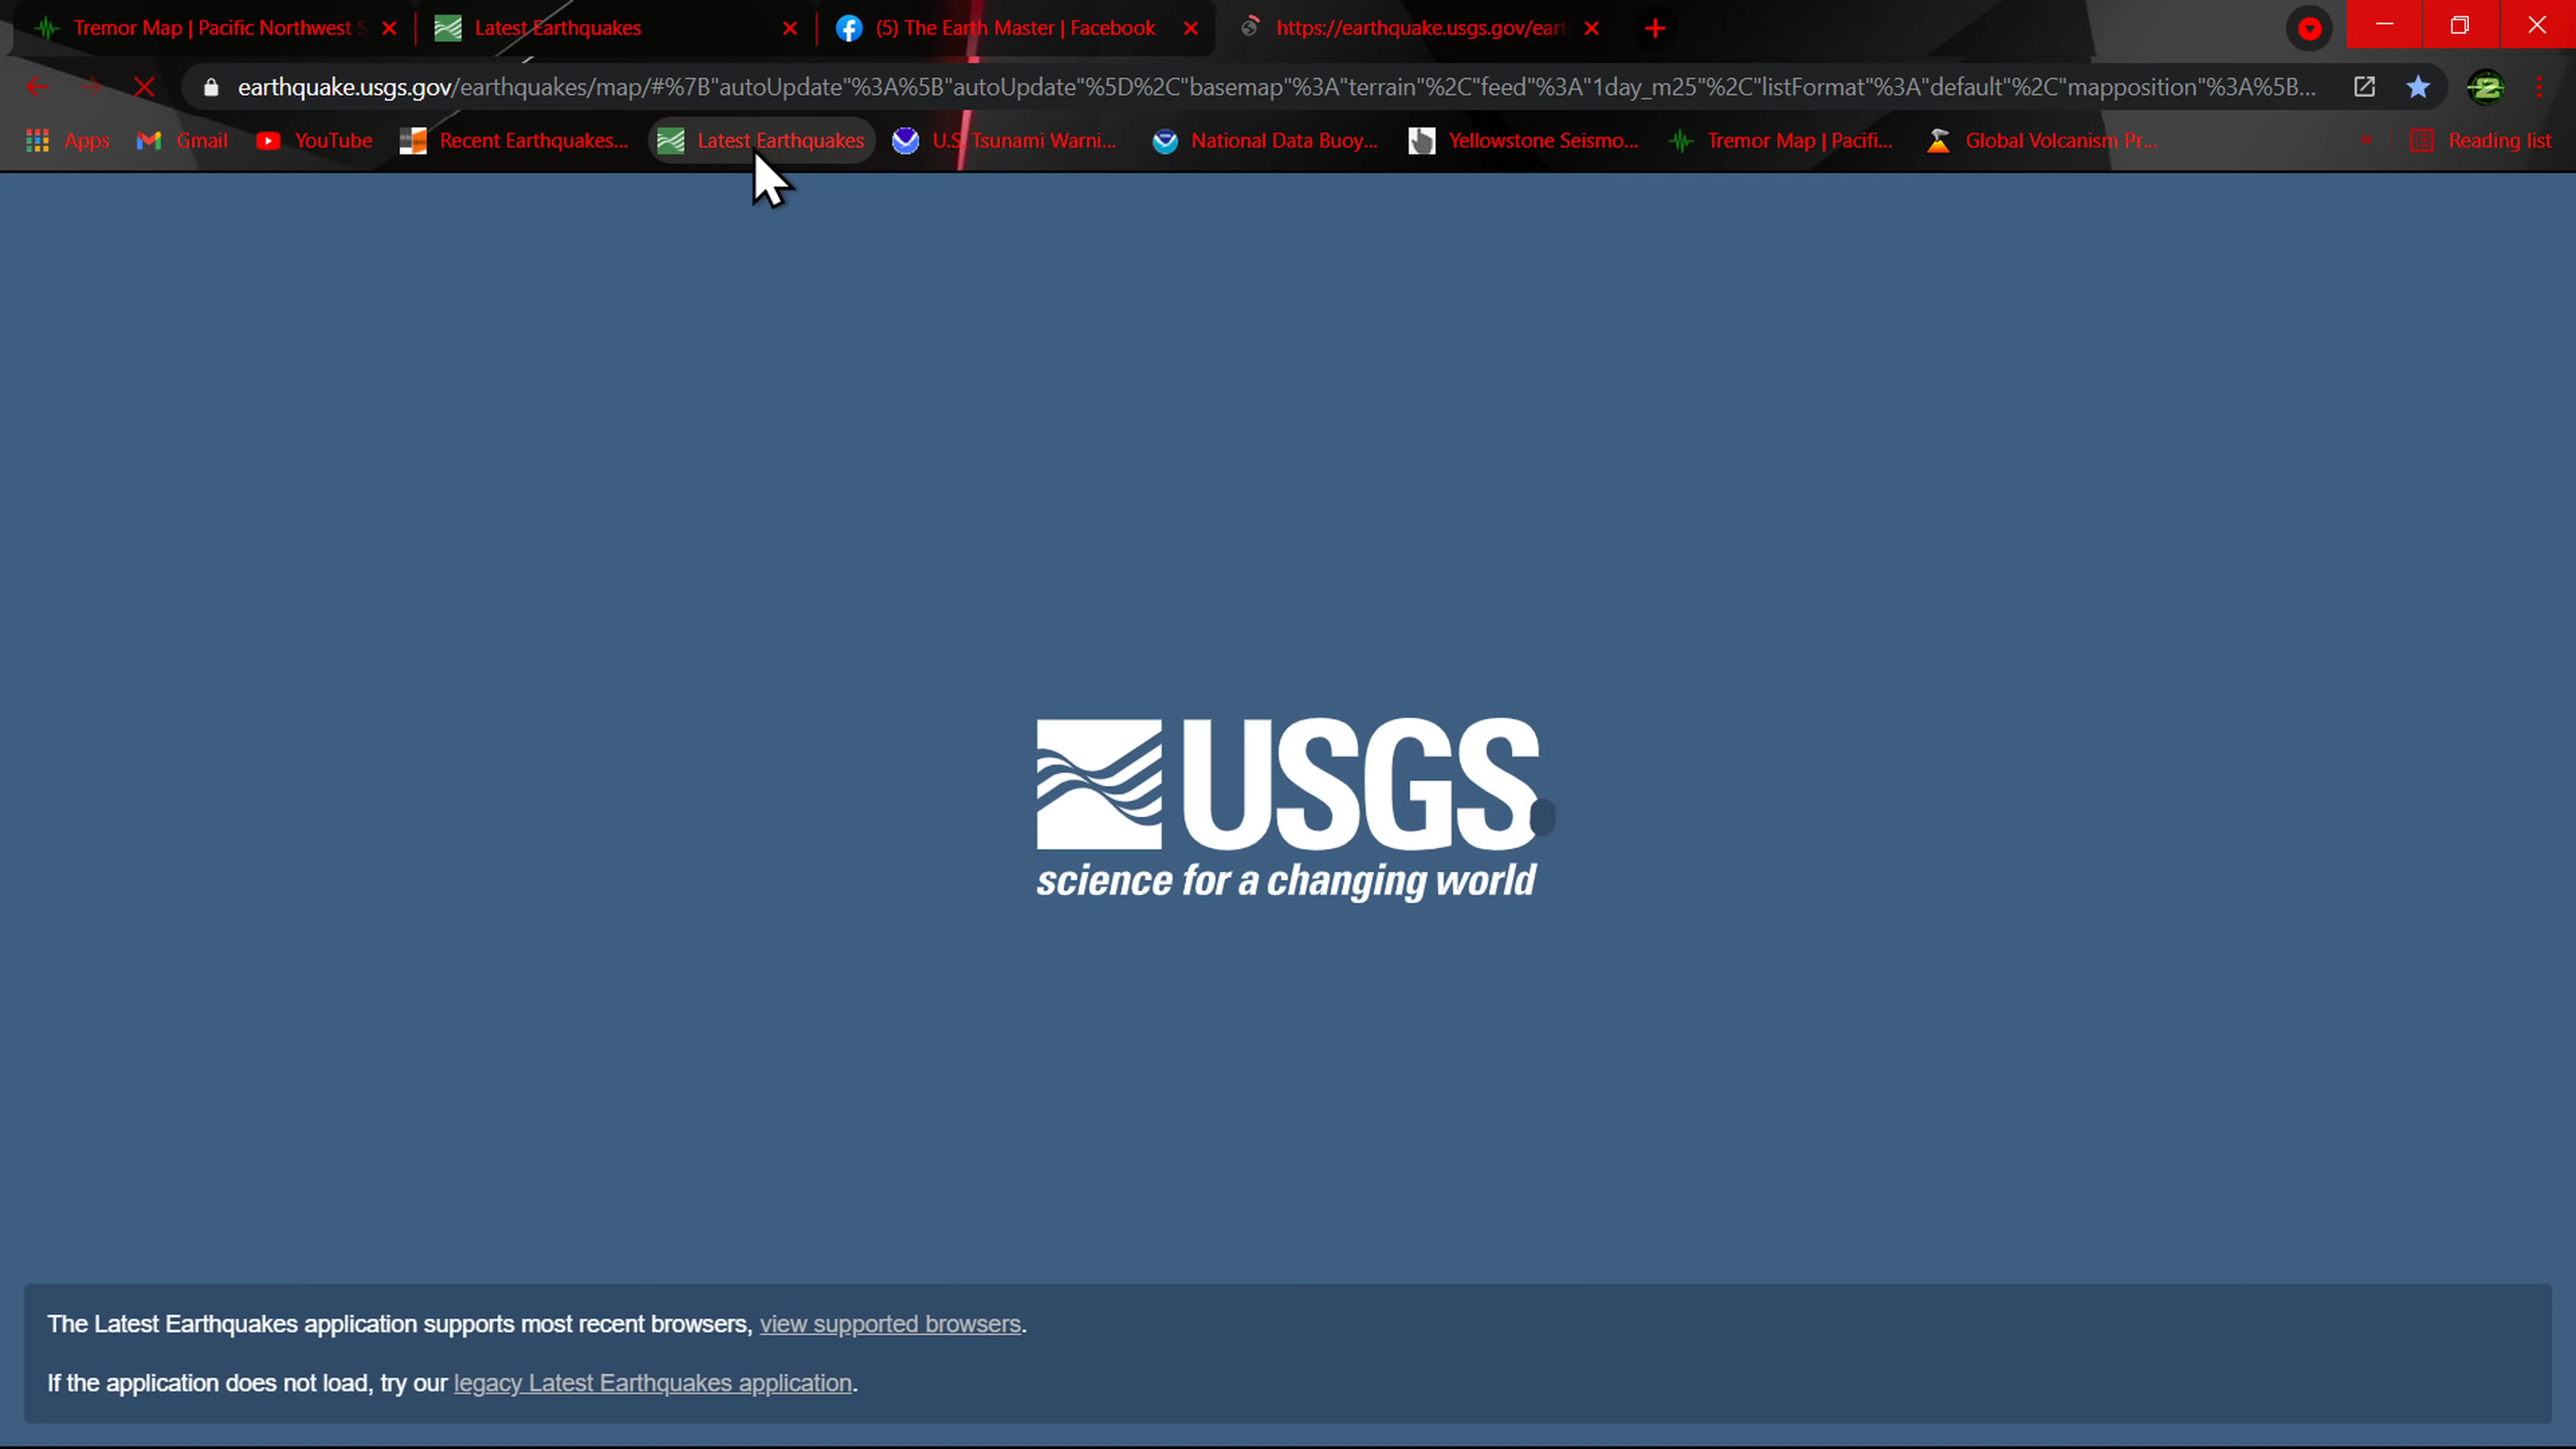 Tremor Map | Pacific Northwest S
Latest Earthquakes
(5) The Earth Master | Facebook
https://earthquake.usgs.gov/eart
earthquake.usgs.gov/earthquakes/map/#%7B"autoUpdate"%3A%5B"autoUpdate"%5D%2C"basemap"%3A"terrain"%2C"feed"%3A"1day_m25"%2C"listFormat"%3A"default"%2C"mapposition"%3A%5B...
Apps
Gmail
YouTube
Recent Earthquakes...
Latest Earthquakes
U.S. Tsunami Warni...
National Data Buoy...
Yellowstone Seismo...
Tremor Map | Pacifi...
Global Volcanism Pr...
Reading list
USGS
science for a changing world
The Latest Earthquakes application supports most recent browsers, view supported browsers.
If the application does not load, try our legacy Latest Earthquakes application.